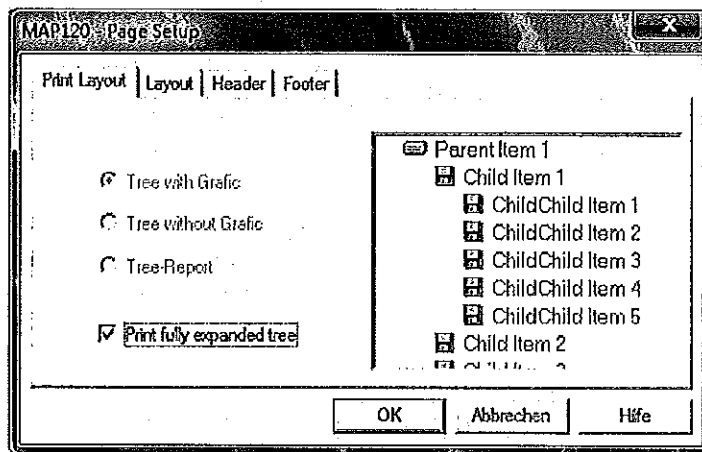 MAP120 - Page Setup
Print Layout Layout Header Footer
Tree with Grafic
Tree without Grafic
Tree-Report
Print fully expanded tree
Parent Item 1
Child Item 1
ChildChild Item 1
ChildChild Item 2
ChildChild Item 3
ChildChild Item 4
ChildChild Item 5
Child Item 2
OK Abbrechen Hilfe